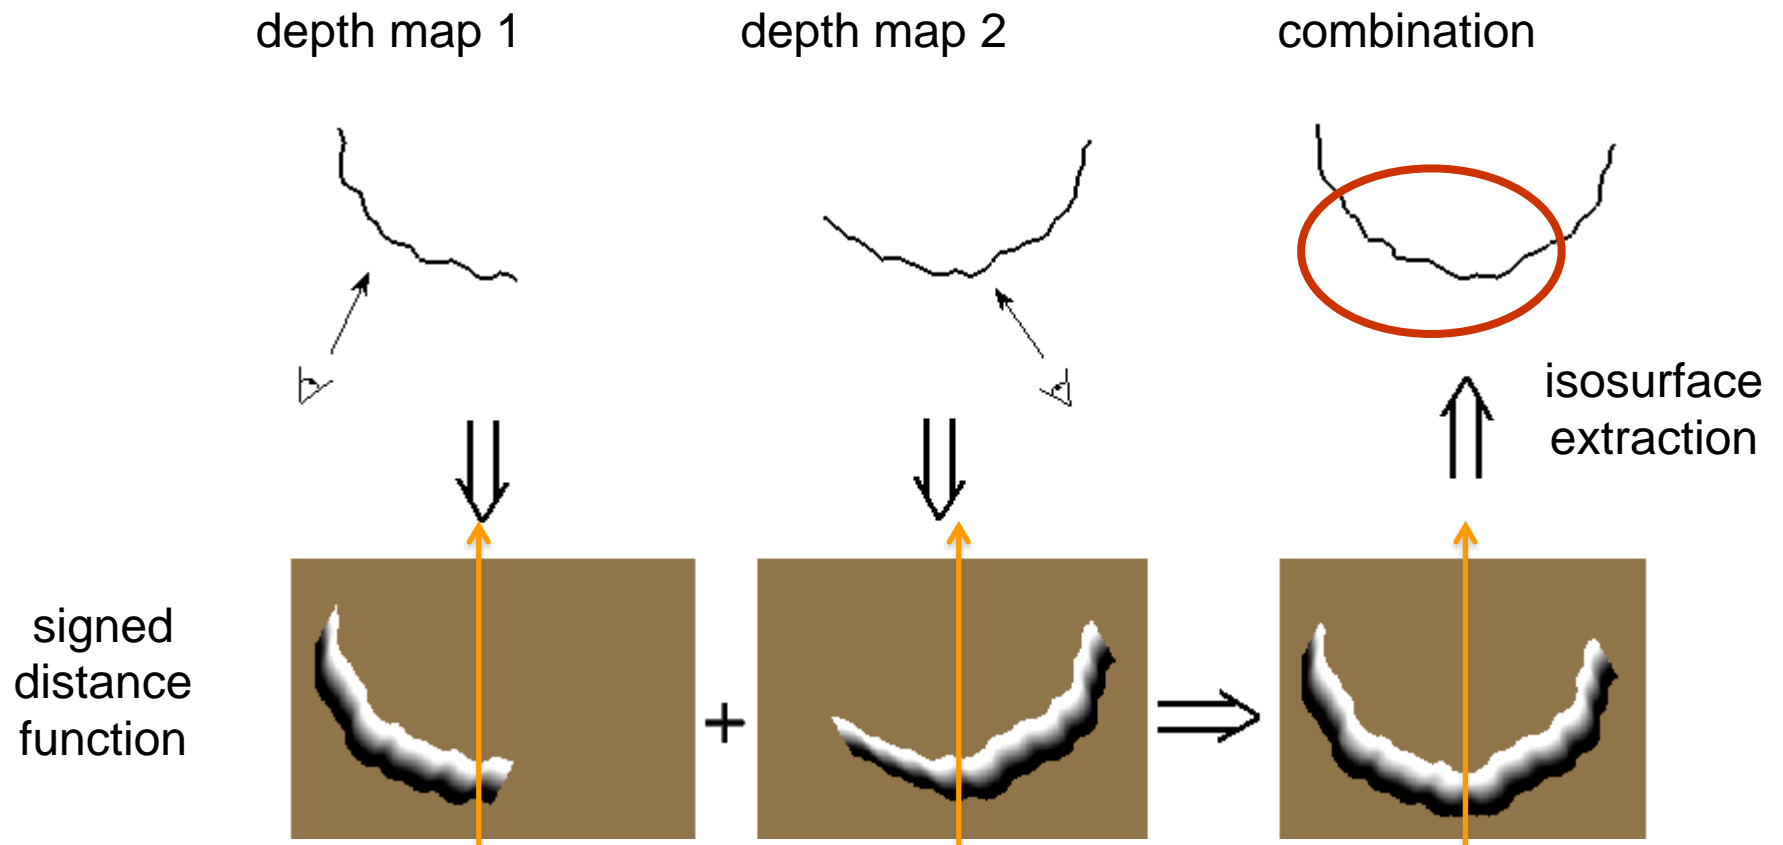 depth map 1
depth map 2
combination
isosurface
extraction
signed
distance
function
+